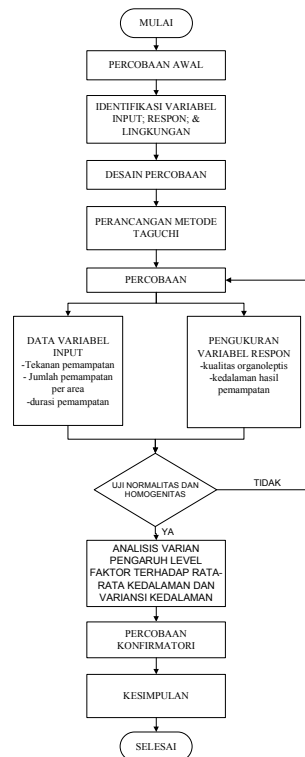 MULAI
PERCOBAAN AWAL
IDENTIFIKASI VARIABEL
INPUT; RESPON; &
LINGKUNGAN
DESAIN PERCOBAAN
PERANCANGAN METODE
TAGUCHI
PERCOBAAN
DATA VARIABEL
INPUT
-Tekanan pemampatan
- Jumlah pemampatan
per area
-durasi pemampatan
PENGUKURAN
VARIABEL RESPON
-kualitas organoleptis
-kedalaman hasil
pemampatan
UJI NORMALITAS DAN
HOMOGENITAS
TIDAK
YA
ANALISIS VARIAN
PENGARUH LEVEL
FAKTOR TERHADAP RATA-
RATA KEDALAMAN DAN
VARIANSI KEDALAMAN
PERCOBAAN
KONFIRMATORI
KESIMPULAN
SELESAI